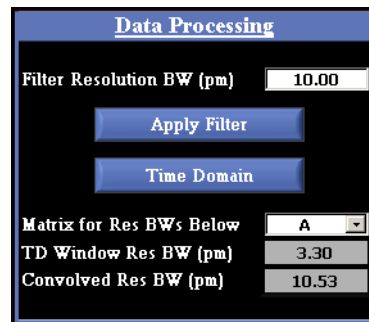 Data Processing
Filter Resolution BW (pm) 10.00
Apply Filter
Time Domain
Matrix for Res BWs Below A
TD Window Res BW (pm) 3.30
Convolved Res BW (pm) 10.53